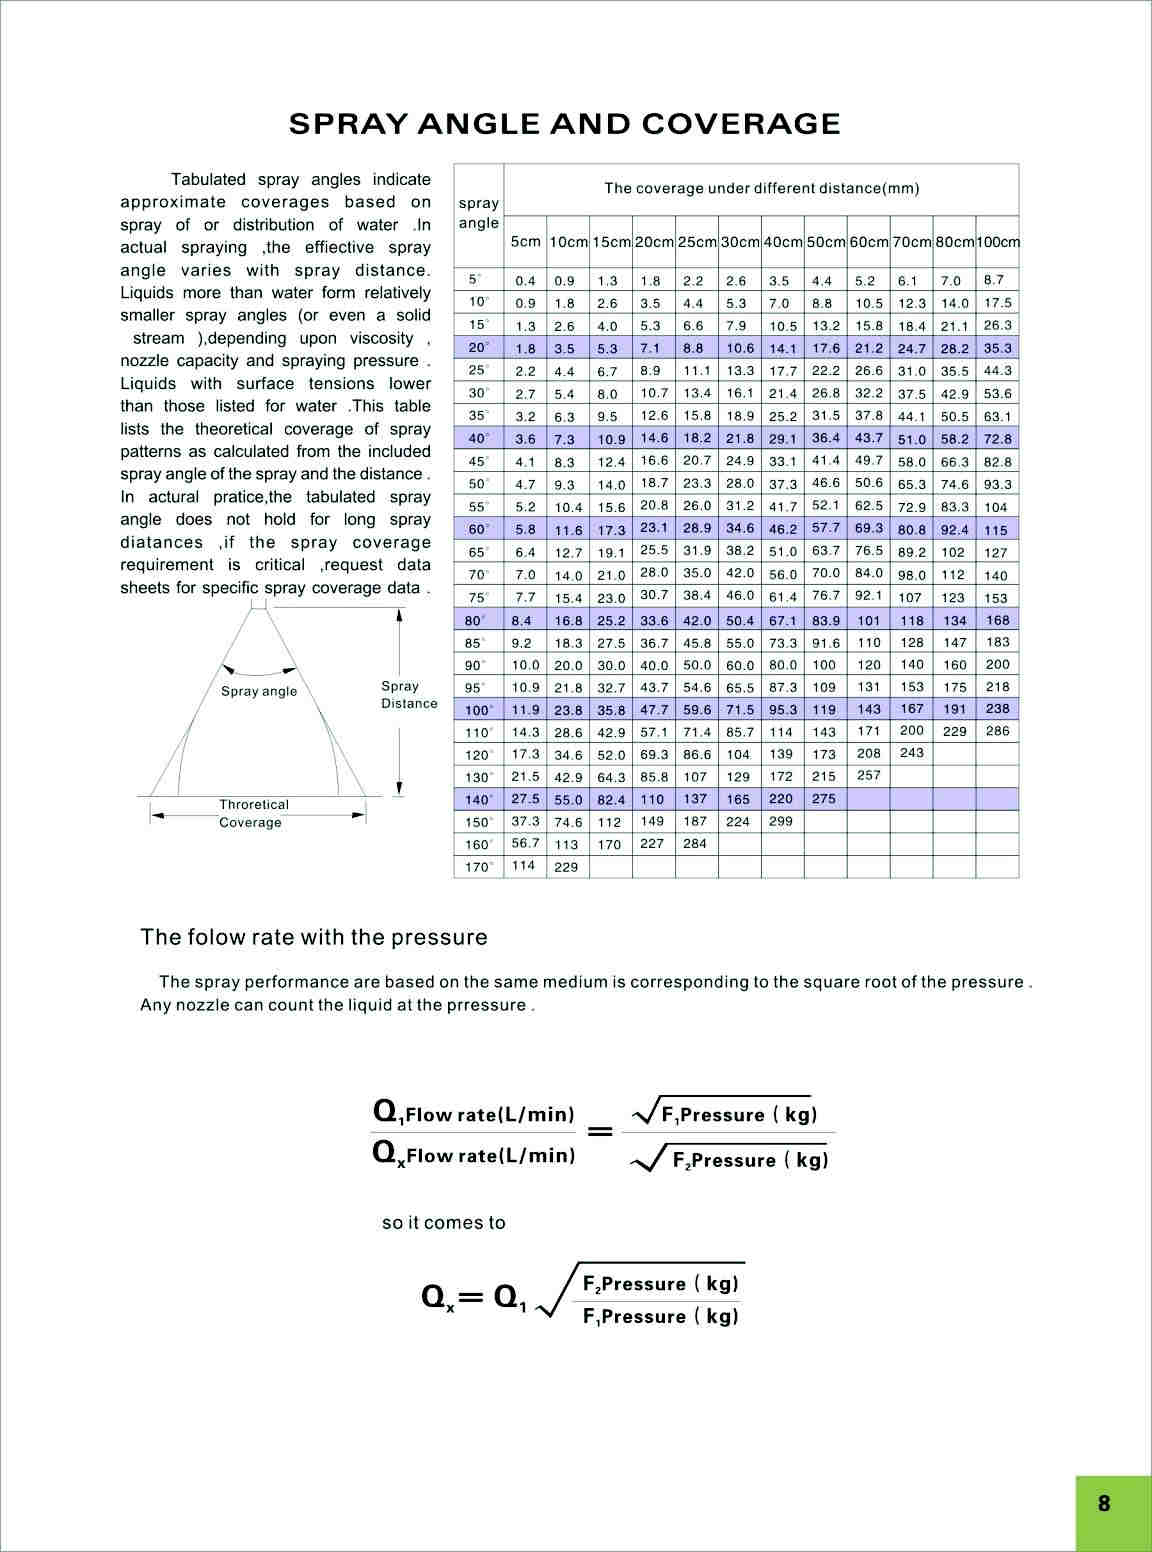 SPRAY ANGLE AND COVERAGE
Tabulated spray angles indicate
approximate coverages based on
spray of or distribution of water .In
actual spraying ,the effiective spray
angle varies with spray distance.
Liquids more than water form relatively
smaller spray angles (or even a solid
stream ),depending upon viscosity ,
nozzle capacity and spraying pressure .
Liquids with surface tensions lower
than those listed for water .This table
lists the theoretical coverage of spray
patterns as calculated from the included
spray angle of the spray and the distance .
In actural pratice,the tabulated spray
angle does not hold for long spray
diatances ,if the spray coverage
requirement is critical ,request data
sheets for specific spray coverage data .
Spray angle
Spray
Distance
Throretical
Coverage
spray
angle
The coverage under different distance(mm)
5cm 10cm 15cm 20cm 25cm 30cm 40cm 50cm 60cm 70cm 80cm 100cm
5° 0.4 0.9 1.3 1.8 2.2 2.6 3.5 4.4 5.2 6.1 7.0 8.7
10° 0.9 1.8 2.6 3.5 4.4 5.3 7.0 8.8 10.5 12.3 14.0 17.5
15° 1.3 2.6 4.0 5.3 6.6 7.9 10.5 13.2 15.8 18.4 21.1 26.3
20° 1.8 3.5 5.3 7.1 8.8 10.6 14.1 17.6 21.2 24.7 28.2 35.3
25° 2.2 4.4 6.7 8.9 11.1 13.3 17.7 22.2 26.6 31.0 35.5 44.3
30° 2.7 5.4 8.0 10.7 13.4 16.1 21.4 26.8 32.2 37.5 42.9 53.6
35° 3.2 6.3 9.5 12.6 15.8 18.9 25.2 31.5 37.8 44.1 50.5 63.1
40° 3.6 7.3 10.9 14.6 18.2 21.8 29.1 36.4 43.7 51.0 58.2 72.8
45° 4.1 8.3 12.4 16.6 20.7 24.9 33.1 41.4 49.7 58.0 66.3 82.8
50° 4.7 9.3 14.0 18.7 23.3 28.0 37.3 46.6 50.6 65.3 74.6 93.3
55° 5.2 10.4 15.6 20.8 26.0 31.2 41.7 52.1 62.5 72.9 83.3 104
60° 5.8 11.6 17.3 23.1 28.9 34.6 46.2 57.7 69.3 80.8 92.4 115
65° 6.4 12.7 19.1 25.5 31.9 38.2 51.0 63.7 76.5 89.2 102 127
70° 7.0 14.0 21.0 28.0 35.0 42.0 56.0 70.0 84.0 98.0 112 140
75° 7.7 15.4 23.0 30.7 38.4 46.0 61.4 76.7 92.1 107 123 153
80° 8.4 16.8 25.2 33.6 42.0 50.4 67.1 83.9 101 118 134 168
85° 9.2 18.3 27.5 36.7 45.8 55.0 73.3 91.6 110 128 147 183
90° 10.0 20.0 30.0 40.0 50.0 60.0 80.0 100 120 140 160 200
95° 10.9 21.8 32.7 43.7 54.6 65.5 87.3 109 131 153 175 218
100° 11.9 23.8 35.8 47.7 59.6 71.5 95.3 119 143 167 191 238
110° 14.3 28.6 42.9 57.1 71.4 85.7 114 143 171 200 229 286
120° 17.3 34.6 52.0 69.3 86.6 104 139 173 208 243
130° 21.5 42.9 64.3 85.8 107 129 172 215 257
140° 27.5 55.0 82.4 110 137 165 220 275
150° 37.3 74.6 112 149 187 224 299
160° 56.7 113 170 227 284
170° 114 229
The folow rate with the pressure
The spray performance are based on the same medium is corresponding to the square root of the pressure .
Any nozzle can count the liquid at the prressure .
Q₁Flow rate(L/min) = √F₁Pressure ( kg)
QₓFlow rate(L/min) √F₂Pressure ( kg)
so it comes to
Qₓ= Q₁ √ F₂Pressure ( kg)
F₁Pressure ( kg)
8